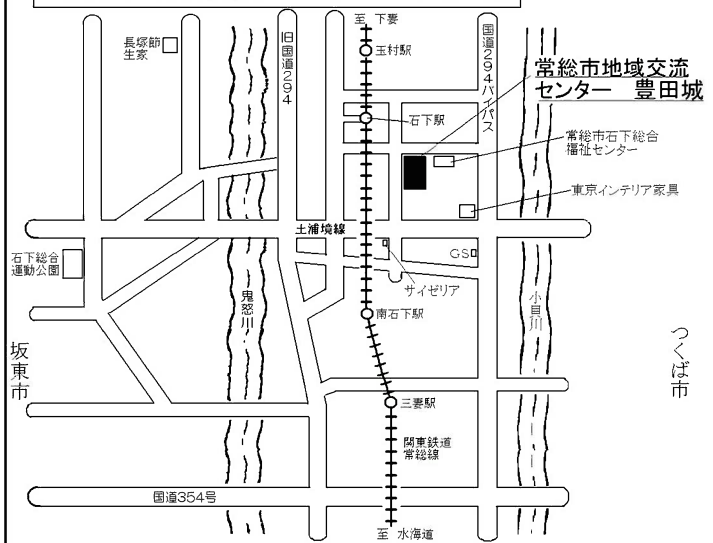 至 下妻
長塚節
生家
旧国道294
玉村駅
国道294バイパス
常総市地域交流
センター 豊田城
石下駅
常総市石下総合
福祉センター
東京インテリア家具
土浦境線
石下総合
運動公園
GS
サイゼリア
鬼怒川
小貝川
南石下駅
坂東市
つくば市
三妻駅
関東鉄道
常総線
国道354号
至 水海道